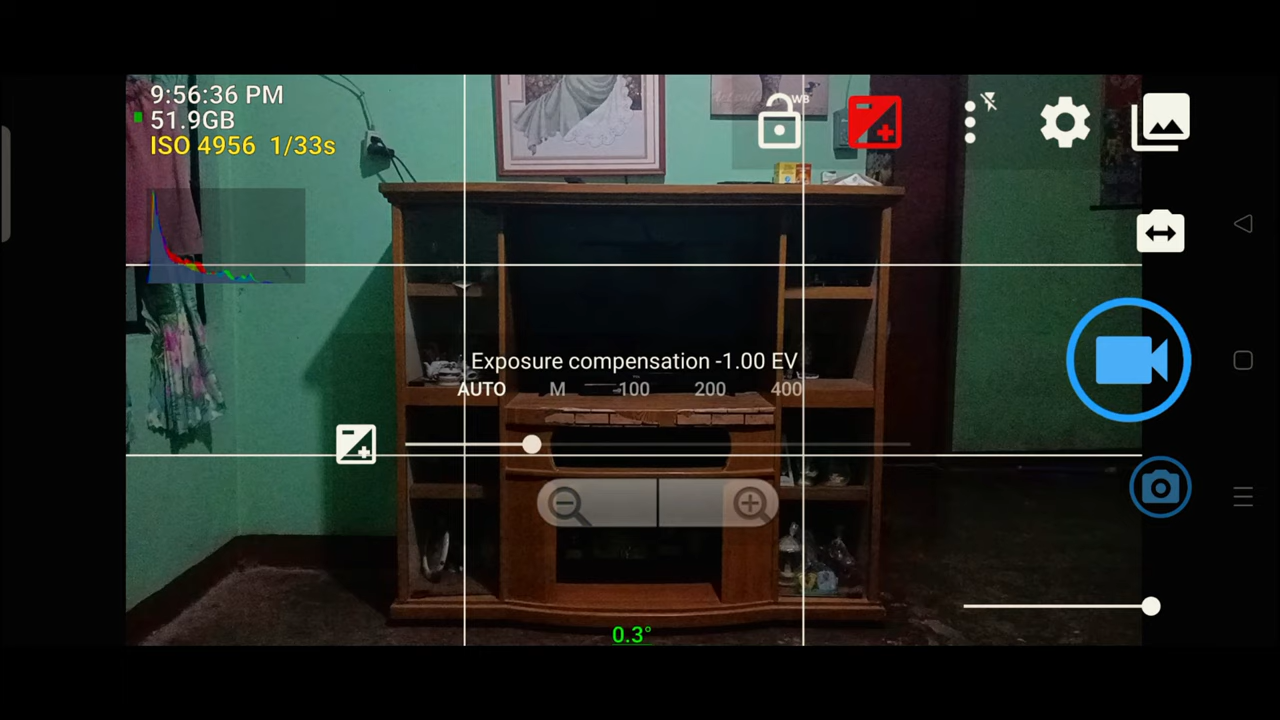 9:56:36 PM
51.9GB
ISO 4956 1/33s
WB
Exposure compensation -1.00 EV
AUTO M 100 200 400
0.3°